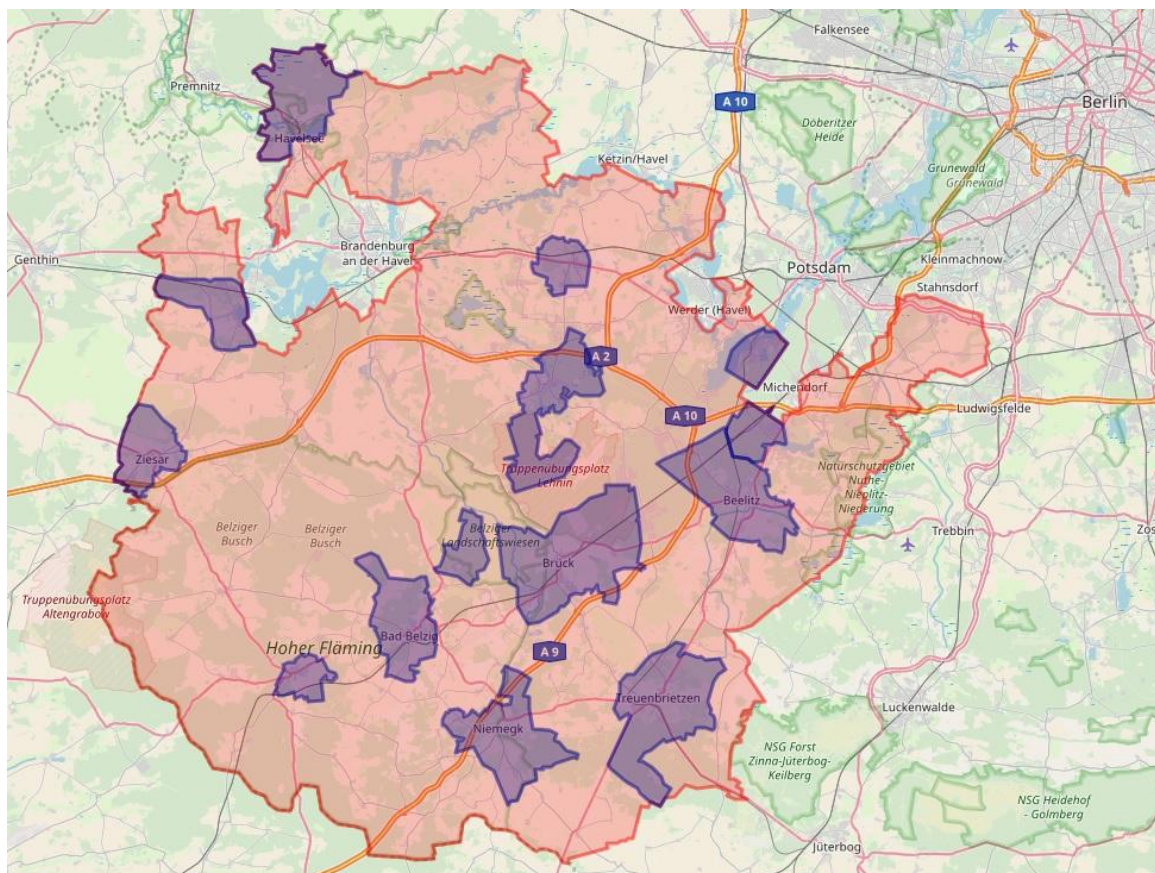 Falkensee
Premnitz
A 10
Berlin
Döberitzer
Heide
Havelsee
Ketzin/Havel
Grunewald
Grunewald
Brandenburg
an der Havel
Genthin
Kleinmachnow
Potsdam
Stahnsdorf
Werder (Havel)
A 2
Michendorf
A 10
Ludwigsfelde
Ziesar
Truppenübungsplatz
Lehnin
Naturschutzgebiet
Nuthe-
Nieplitz-
Niederung
Beelitz
Belziger
Busch
Belziger
Busch
Belziger
Landschaftswiesen
Trebbin
Zos
Brück
Truppenübungsplatz
Altengrabow
Bad Belzig
Hoher Fläming
A 9
Treuenbrietzen
Luckenwalde
Niemegk
NSG Forst
Zinna-Jüterbog-
Keilberg
NSG Heidehof
- Golmberg
Jüterbog